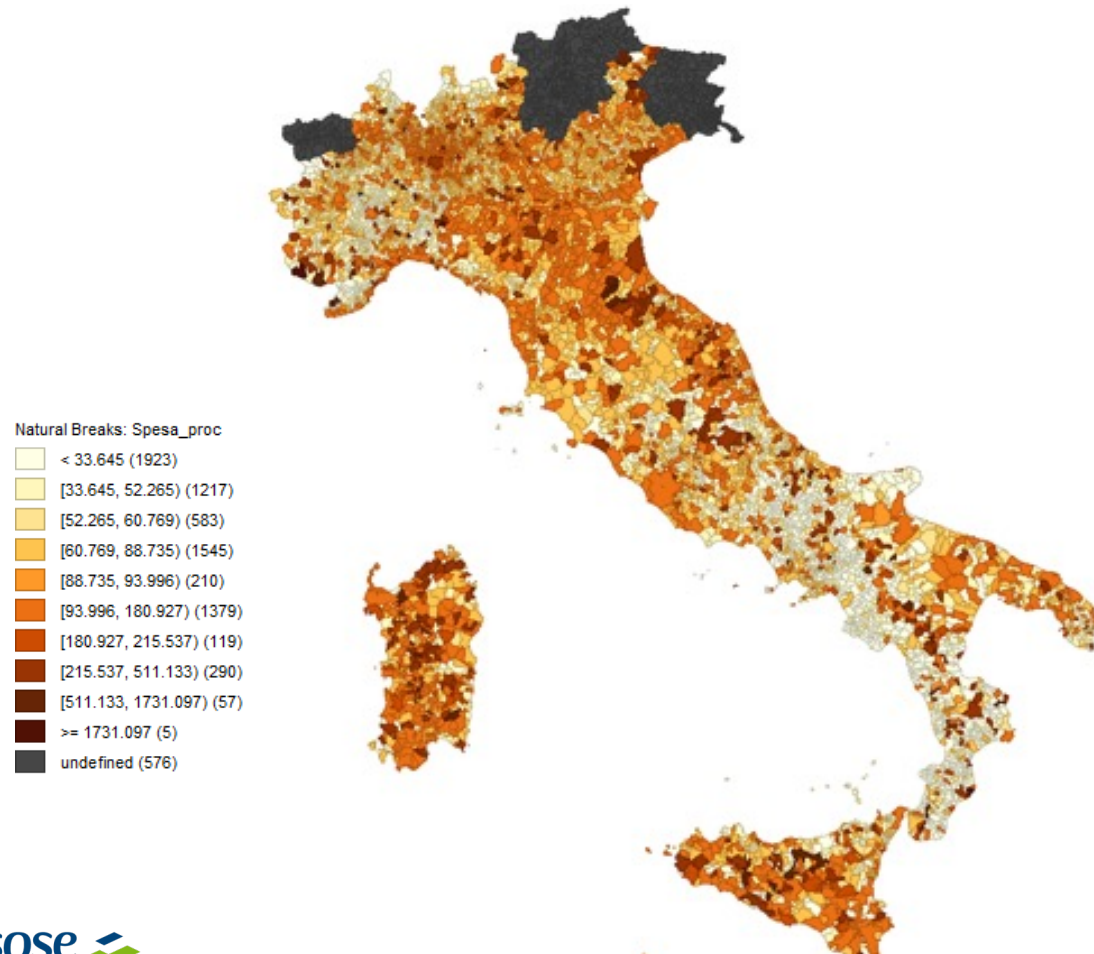 Natural Breaks: Spesa_proc
< 33.645 (1923)
[33.645, 52.265) (1217)
[52.265, 60.769) (583)
[60.769, 88.735) (1545)
[88.735, 93.996) (210)
[93.996, 180.927) (1379)
[180.927, 215.537) (119)
[215.537, 511.133) (290)
[511.133, 1731.097) (57)
>= 1731.097 (5)
undefined (576)
sose